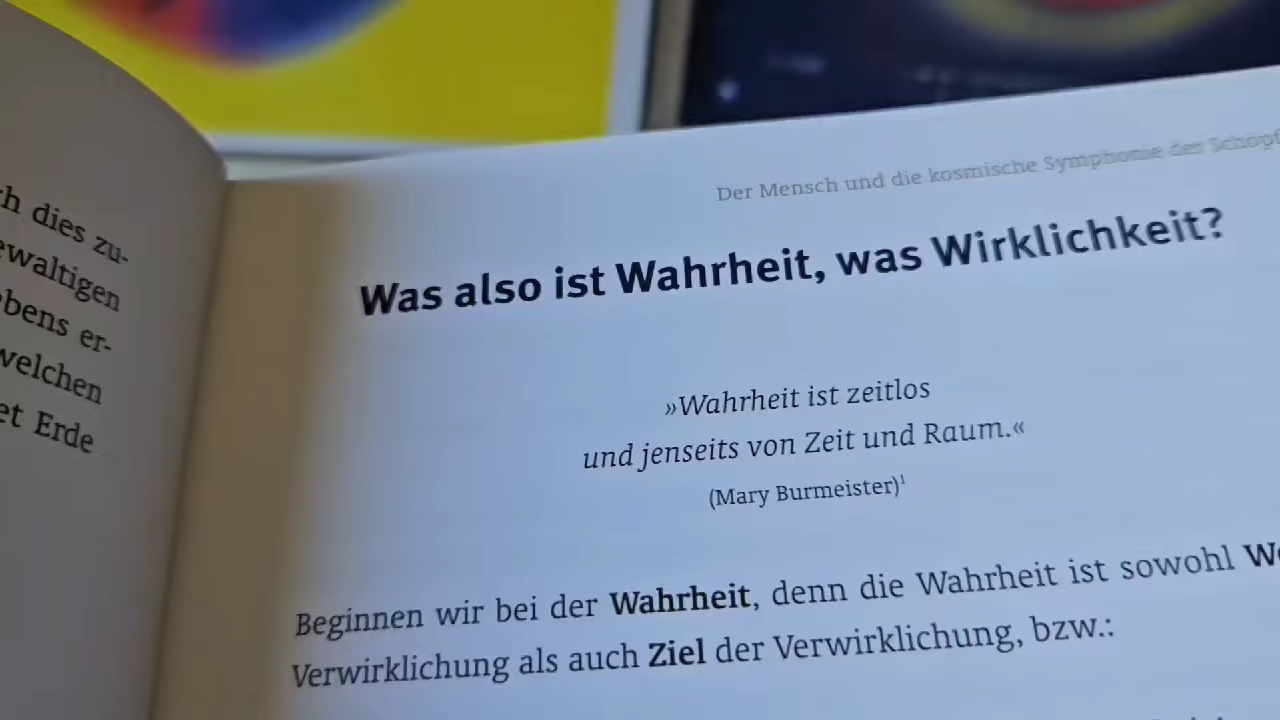 ch dies zu-
ewaltigen
ebens er-
welchen
et Erde
Der Mensch und die kosmische Symphonie der Schöpf
Was also ist Wahrheit, was Wirklichkeit?
»Wahrheit ist zeitlos
und jenseits von Zeit und Raum.«
(Mary Burmeister)¹
Beginnen wir bei der Wahrheit, denn die Wahrheit ist sowohl We
Verwirklichung als auch Ziel der Verwirklichung, bzw.: